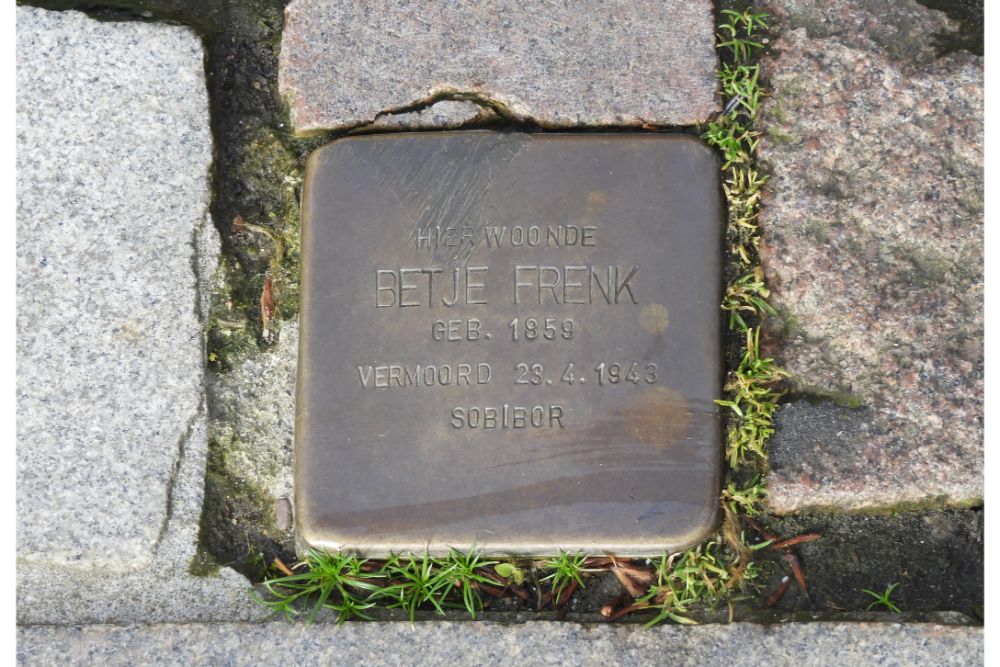 HIER WOONDE
BETJE FRENK
GEB. 1859
VERMOORD 23.4.1943
SOBIBOR